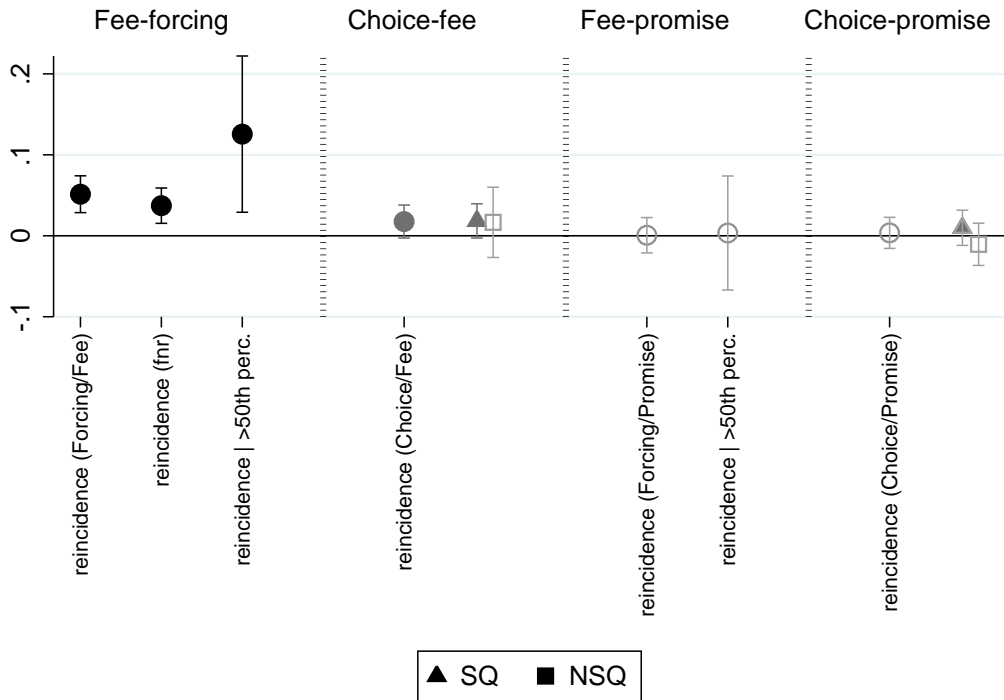 Fee-forcing Choice-fee Fee-promise Choice-promise
.2
.1
0
-.1
reincidence (Forcing/Fee)
reincidence (fnr)
reincidence | >50th perc.
reincidence (Choice/Fee)
reincidence (Forcing/Promise)
reincidence | >50th perc.
reincidence (Choice/Promise)
SQ NSQ